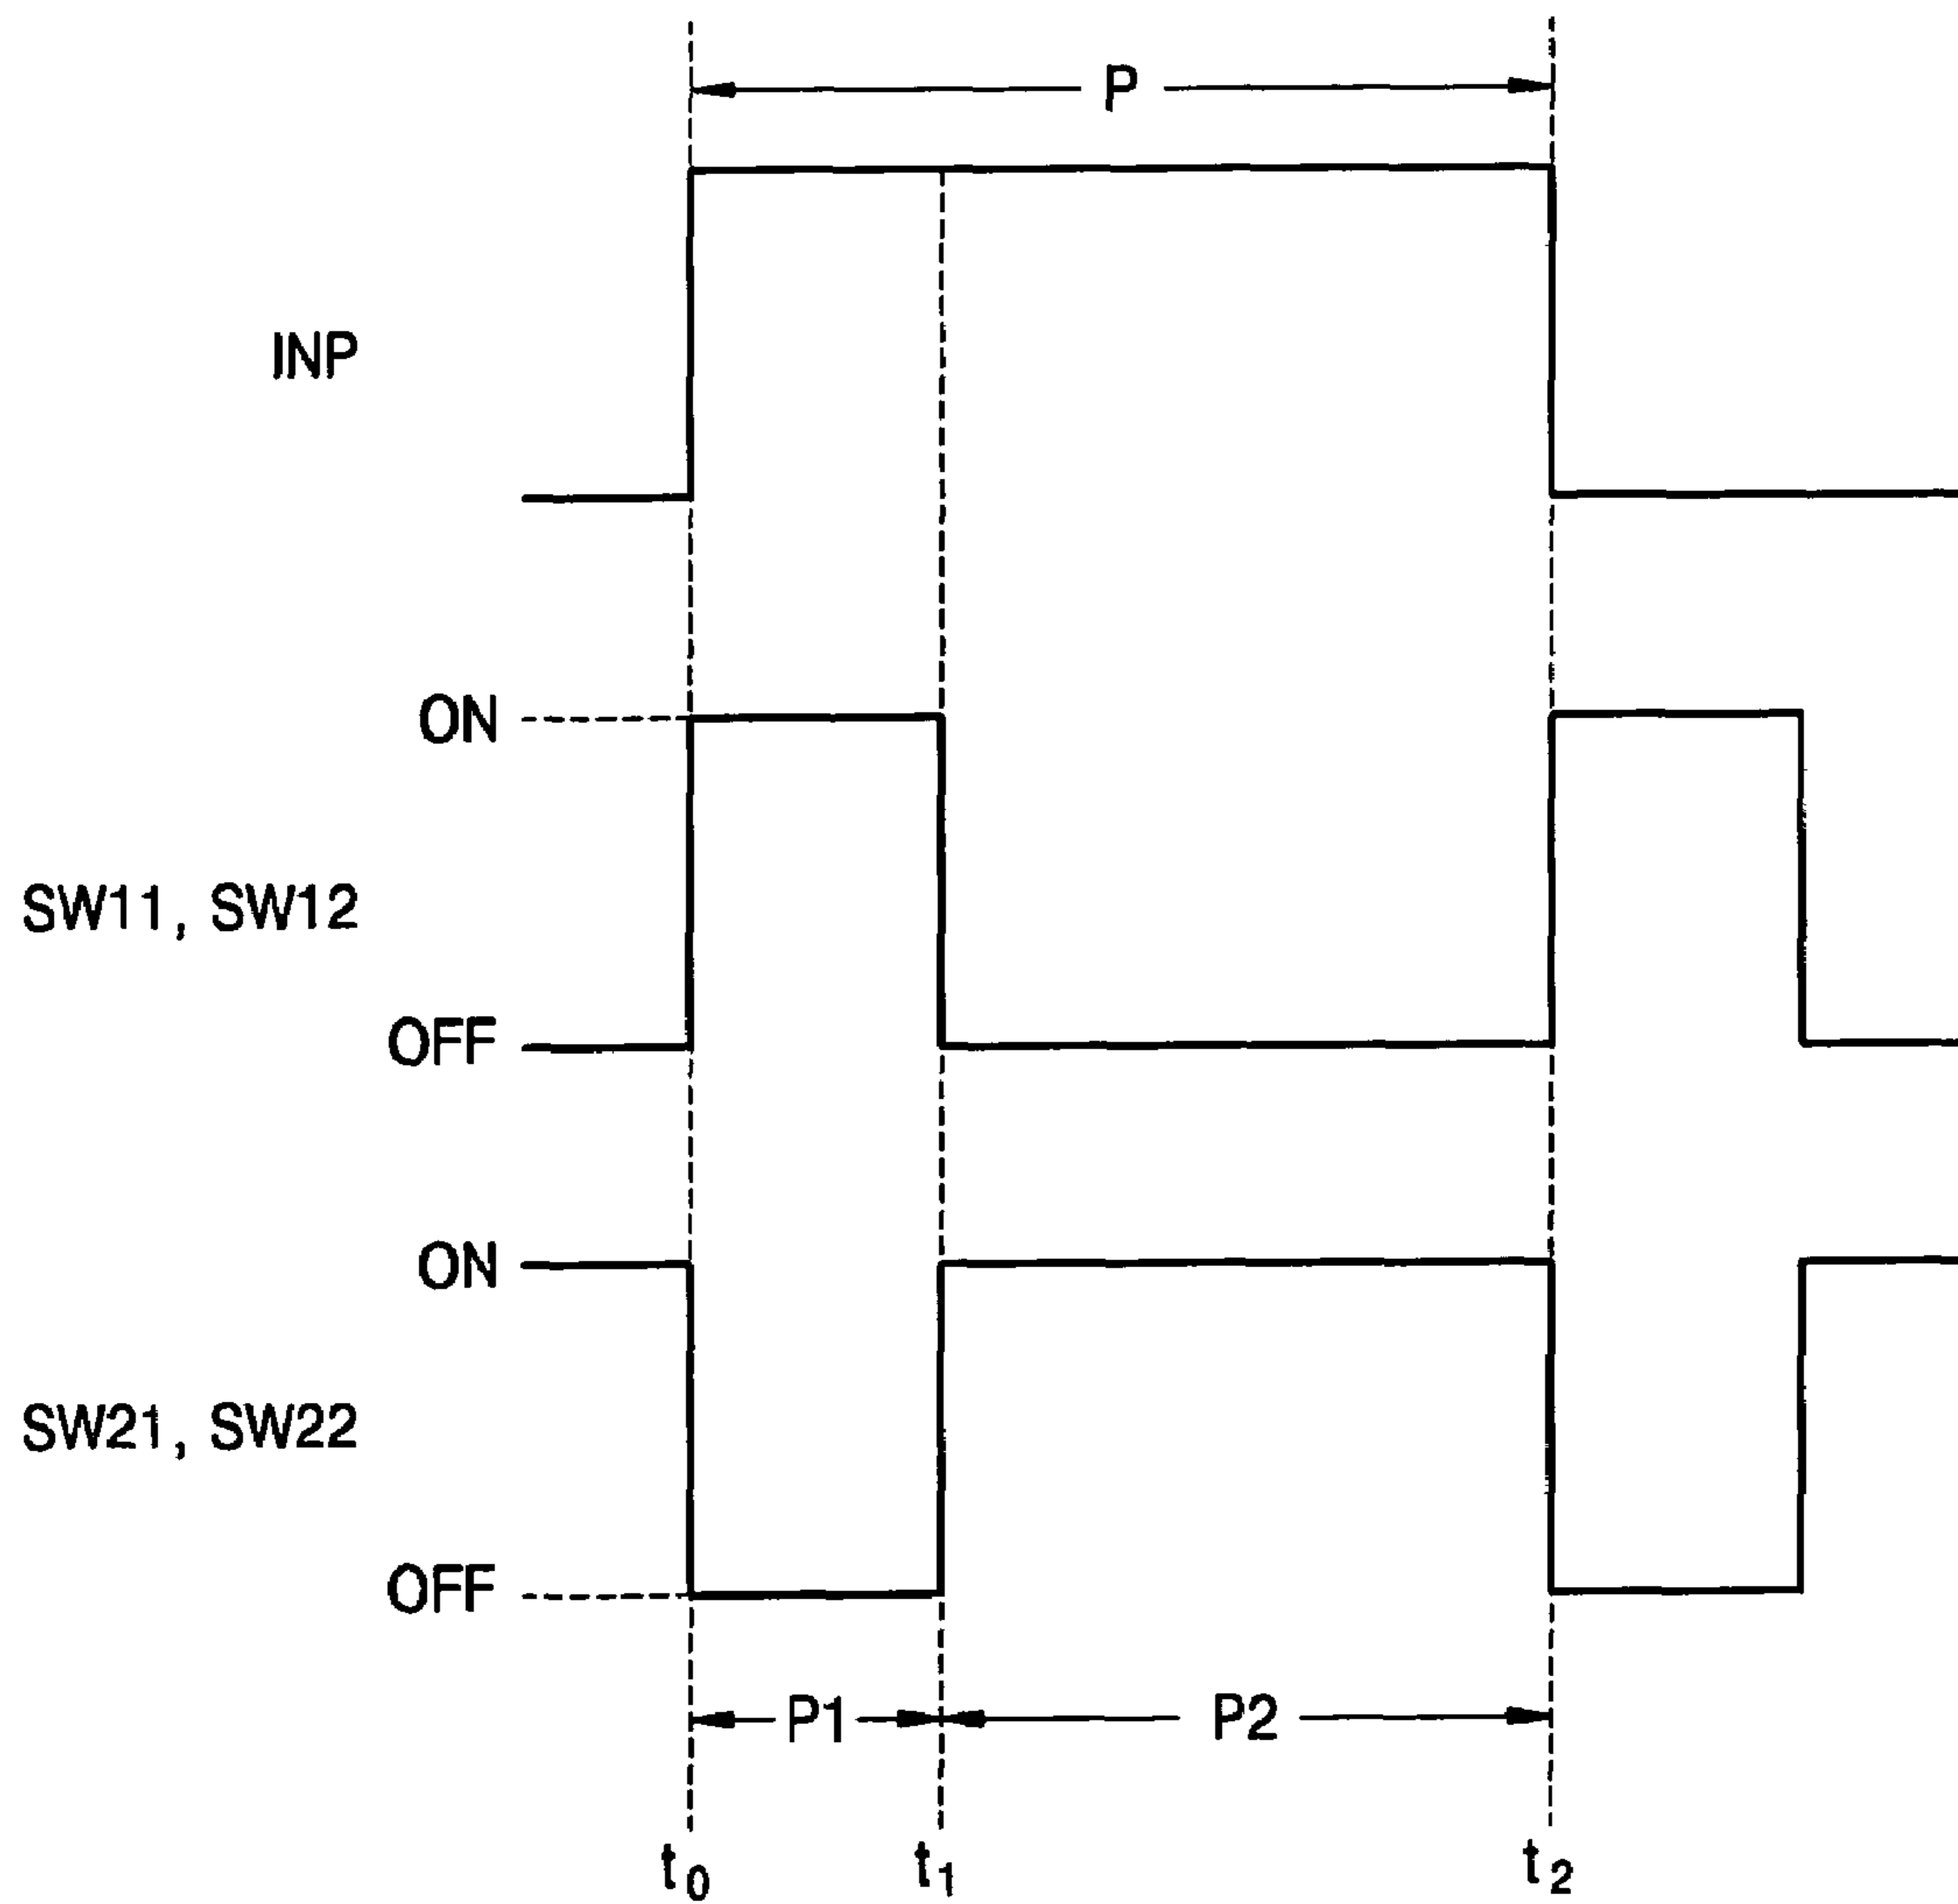 P
INP
ON
SW11, SW12
OFF
ON
SW21, SW22
OFF
P1 P2
t0 t1 t2